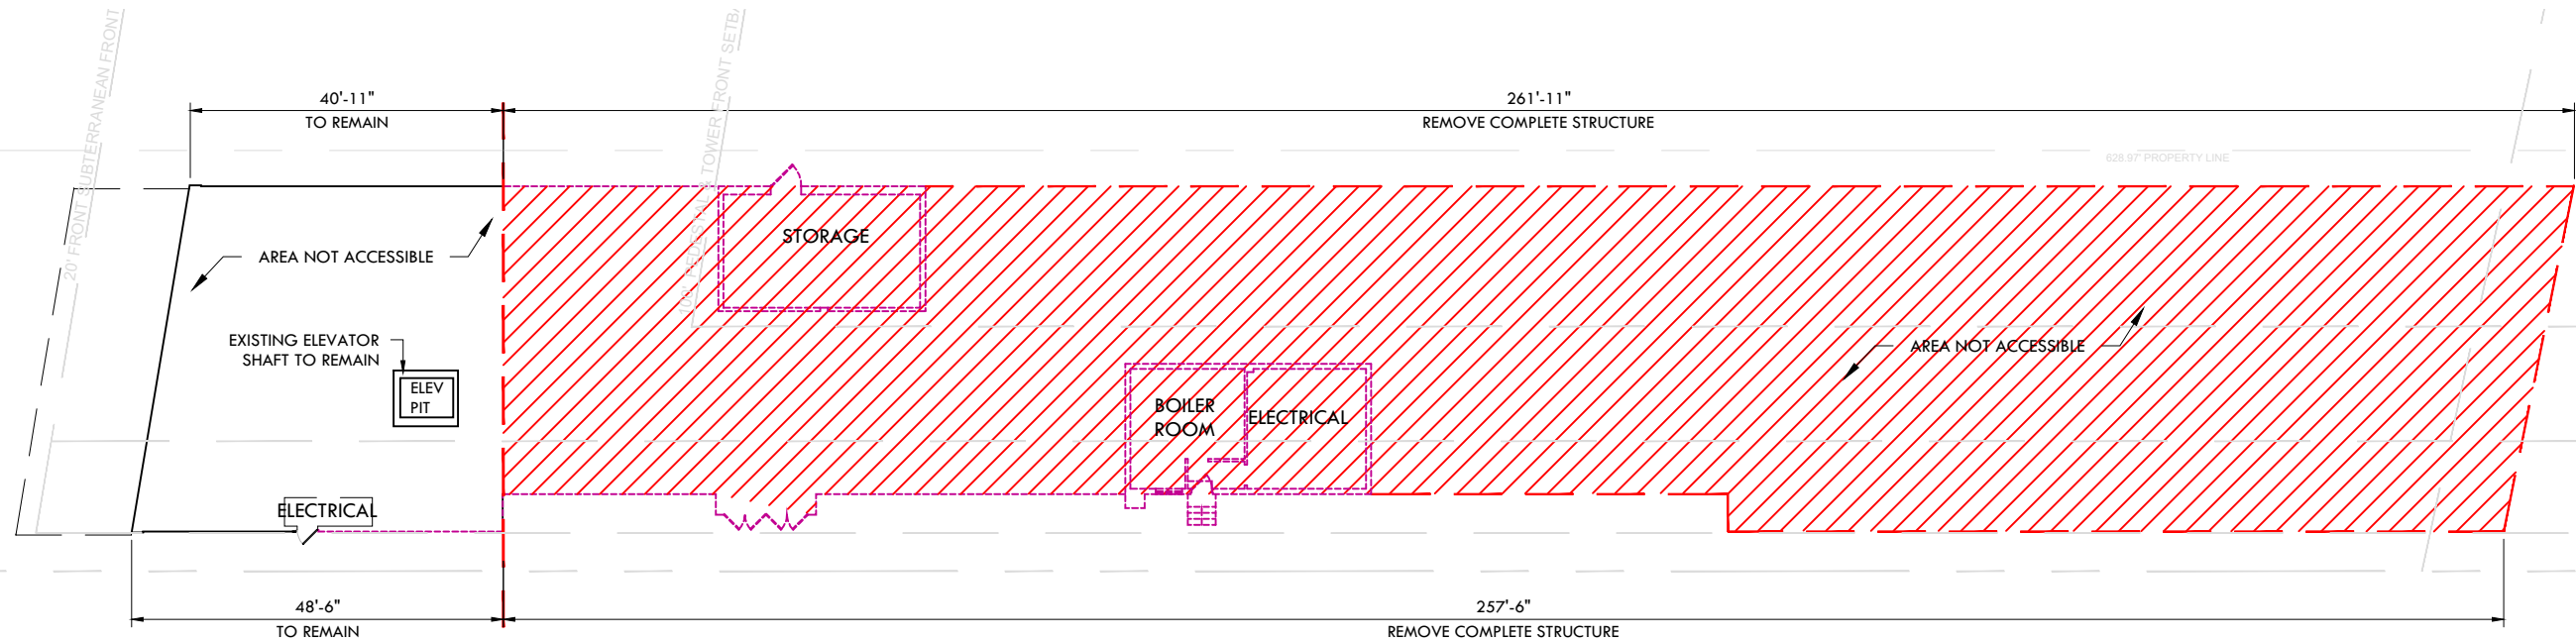 20' FRONT SUBTERRANEAN FRONT
TOWER FRONT SETBA
40'-11"
TO REMAIN
261'-11"
REMOVE COMPLETE STRUCTURE
628.97' PROPERTY LINE
STORAGE
AREA NOT ACCESSIBLE
EXISTING ELEVATOR
SHAFT TO REMAIN
AREA NOT ACCESSIBLE
ELEV
PIT
BOILER
ROOM
ELECTRICAL
ELECTRICAL
48'-6"
TO REMAIN
257'-6"
REMOVE COMPLETE STRUCTURE